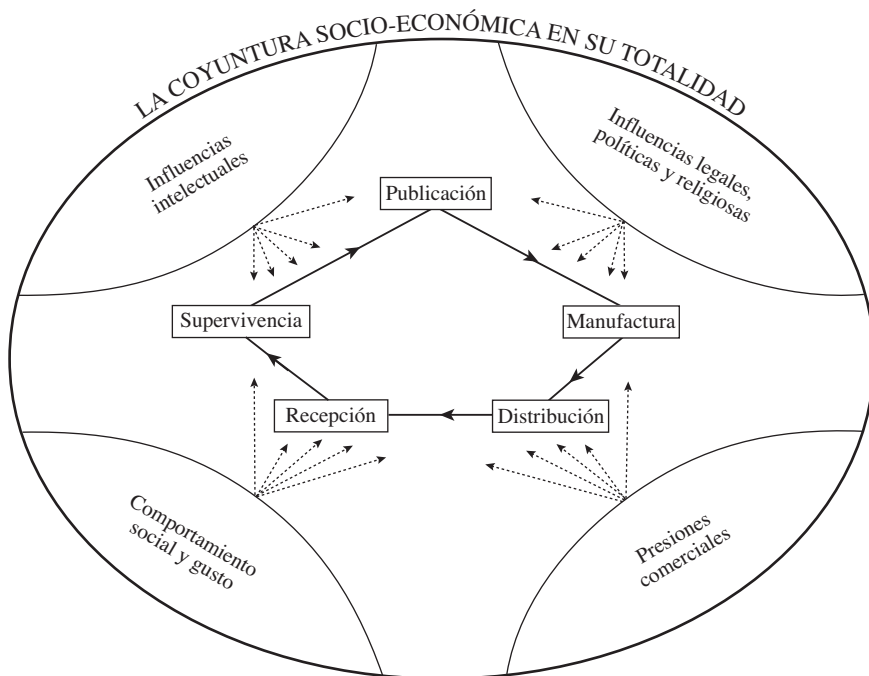 LA COYUNTURA SOCIO-ECONÓMICA EN SU TOTALIDAD
Influencias
intelectuales
Influencias legales,
políticas y religiosas
Publicación
Supervivencia
Manufactura
Recepción
Distribución
Comportamiento
social y gusto
Presiones
comerciales